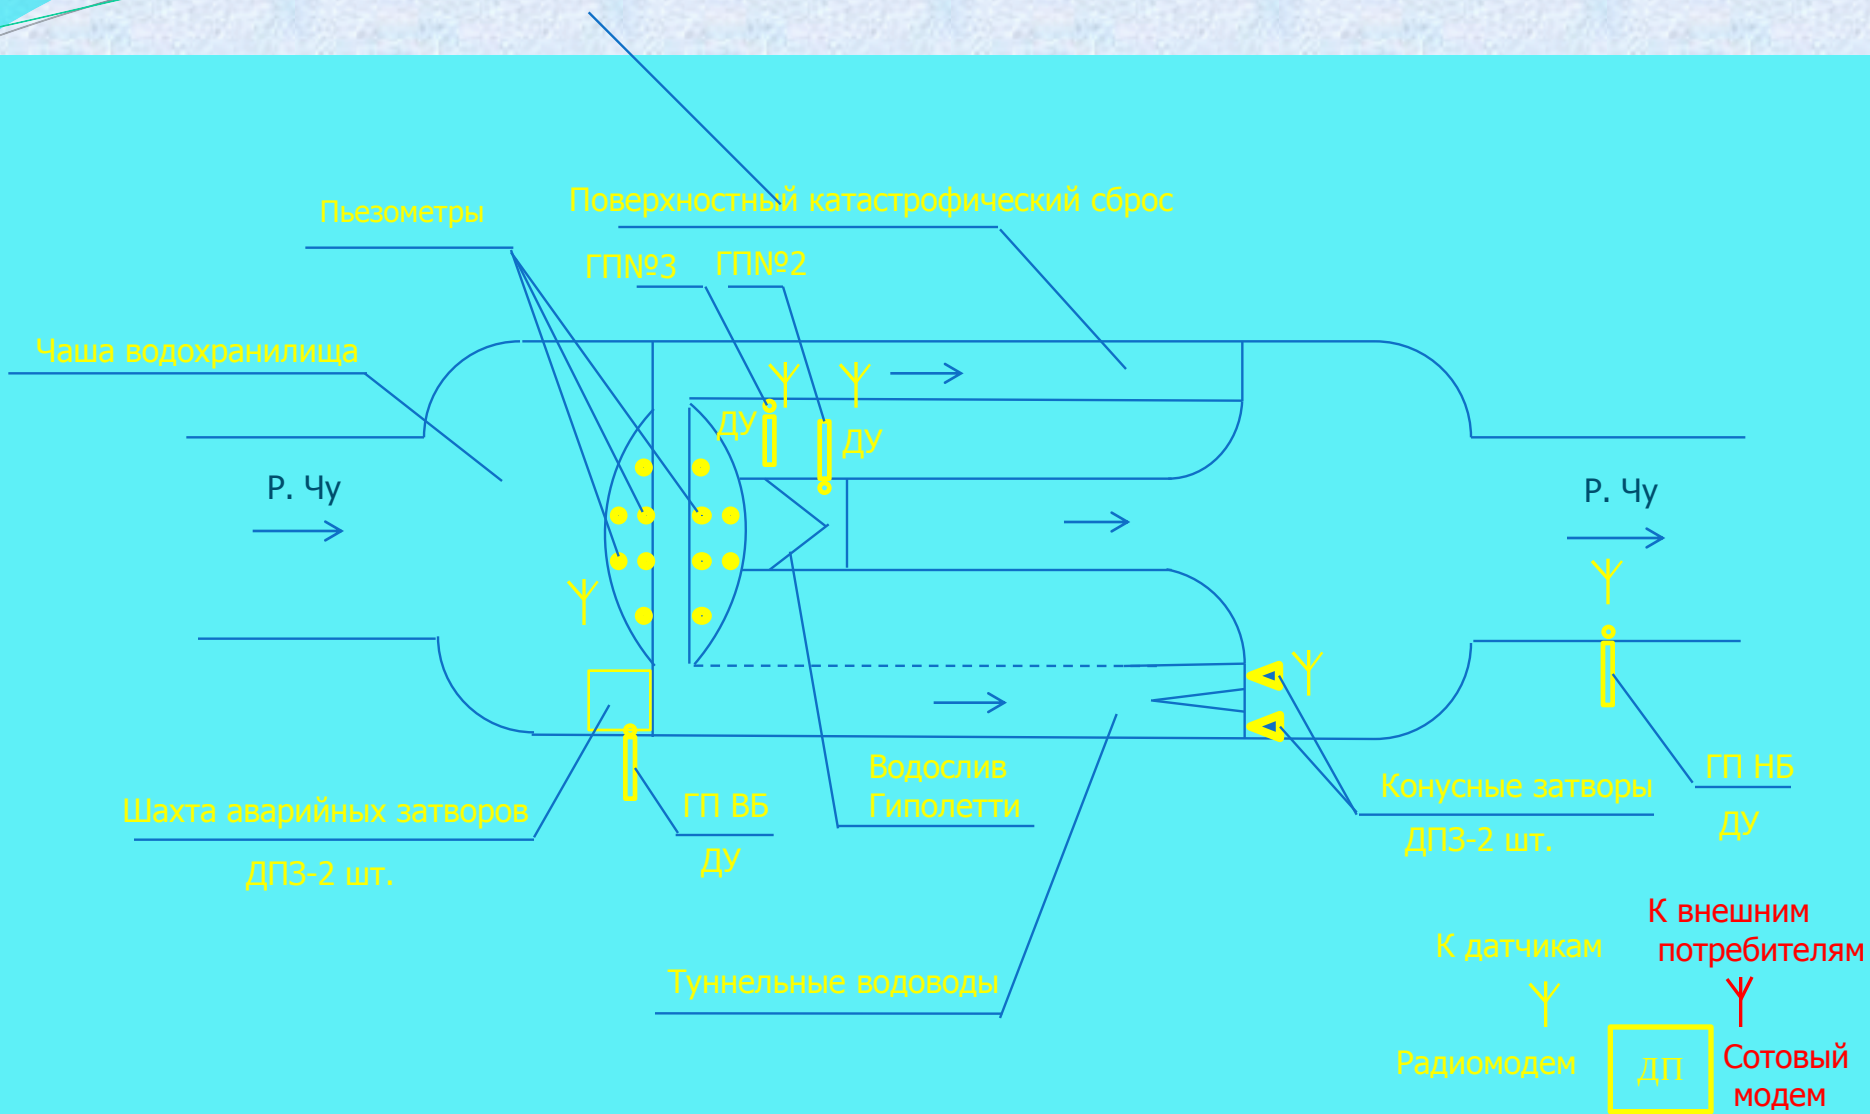 Поверхностный катастрофический сброс
Пьезометры
ГП№3
ГП№2
Чаша водохранилища
ДУ
ДУ
Р. Чу
Р. Чу
Водослив
Гиполетти
ГП ВБ
ДУ
Шахта аварийных затворов
ДПЗ-2 шт.
Конусные затворы
ДПЗ-2 шт.
ГП НБ
ДУ
Туннельные водоводы
К датчикам
К внешним
потребителям
Радиомодем
ДП
Сотовый
модем